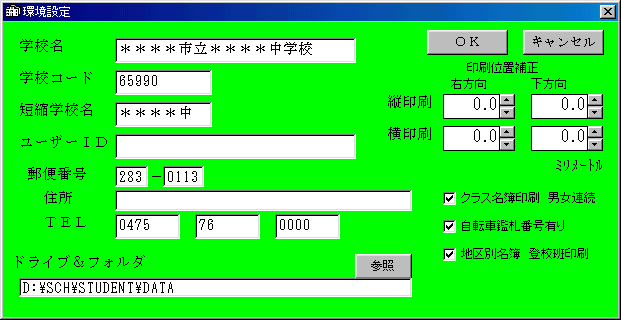 環境設定
学校名
＊＊＊＊市立＊＊＊＊中学校
学校コード
65990
短縮学校名
＊＊＊＊中
ユーザーＩＤ
郵便番号
283－0113
住所
ＴＥＬ
0475 76 0000
ドライブ＆フォルダ
参照
D:¥SCH¥STUDENT¥DATA
ＯＫ キャンセル
印刷位置補正
右方向 下方向
縦印刷 0.0 0.0
横印刷 0.0 0.0
ﾐﾘﾒｰﾄﾙ
クラス名簿印刷　男女連続
自転車鑑札番号有り
地区別名簿　登校班印刷